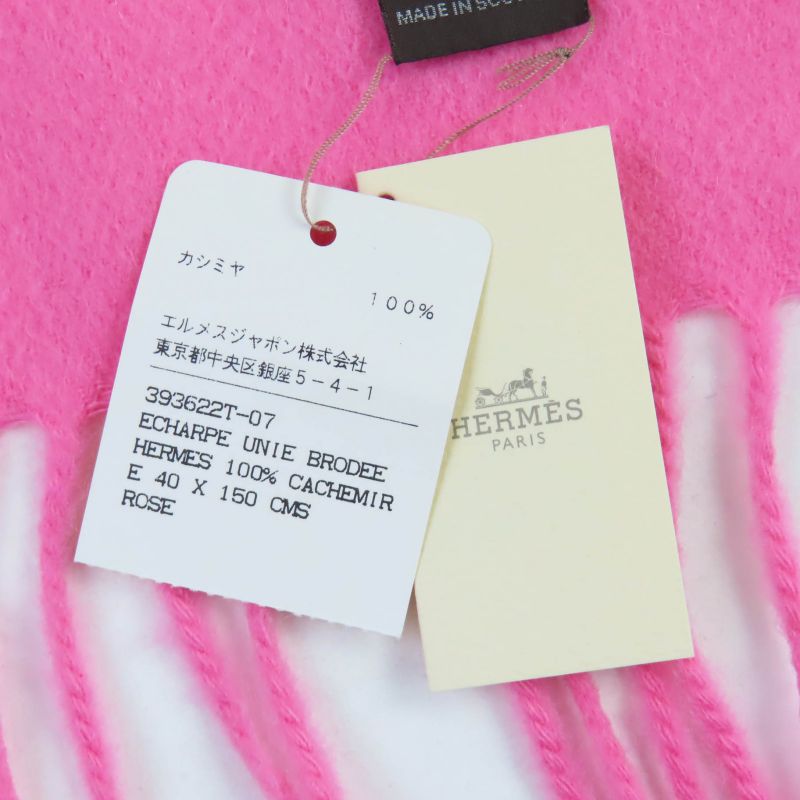 MADE IN
カシミヤ
100%
エルメスジャポン株式会社
東京都中央区銀座5-4-1
393622T-07
ECHARPE UNIE BRODEE
HERMES 100% CACHEMIR
E 40 X 150 CMS
ROSE
HERMÈS
PARIS